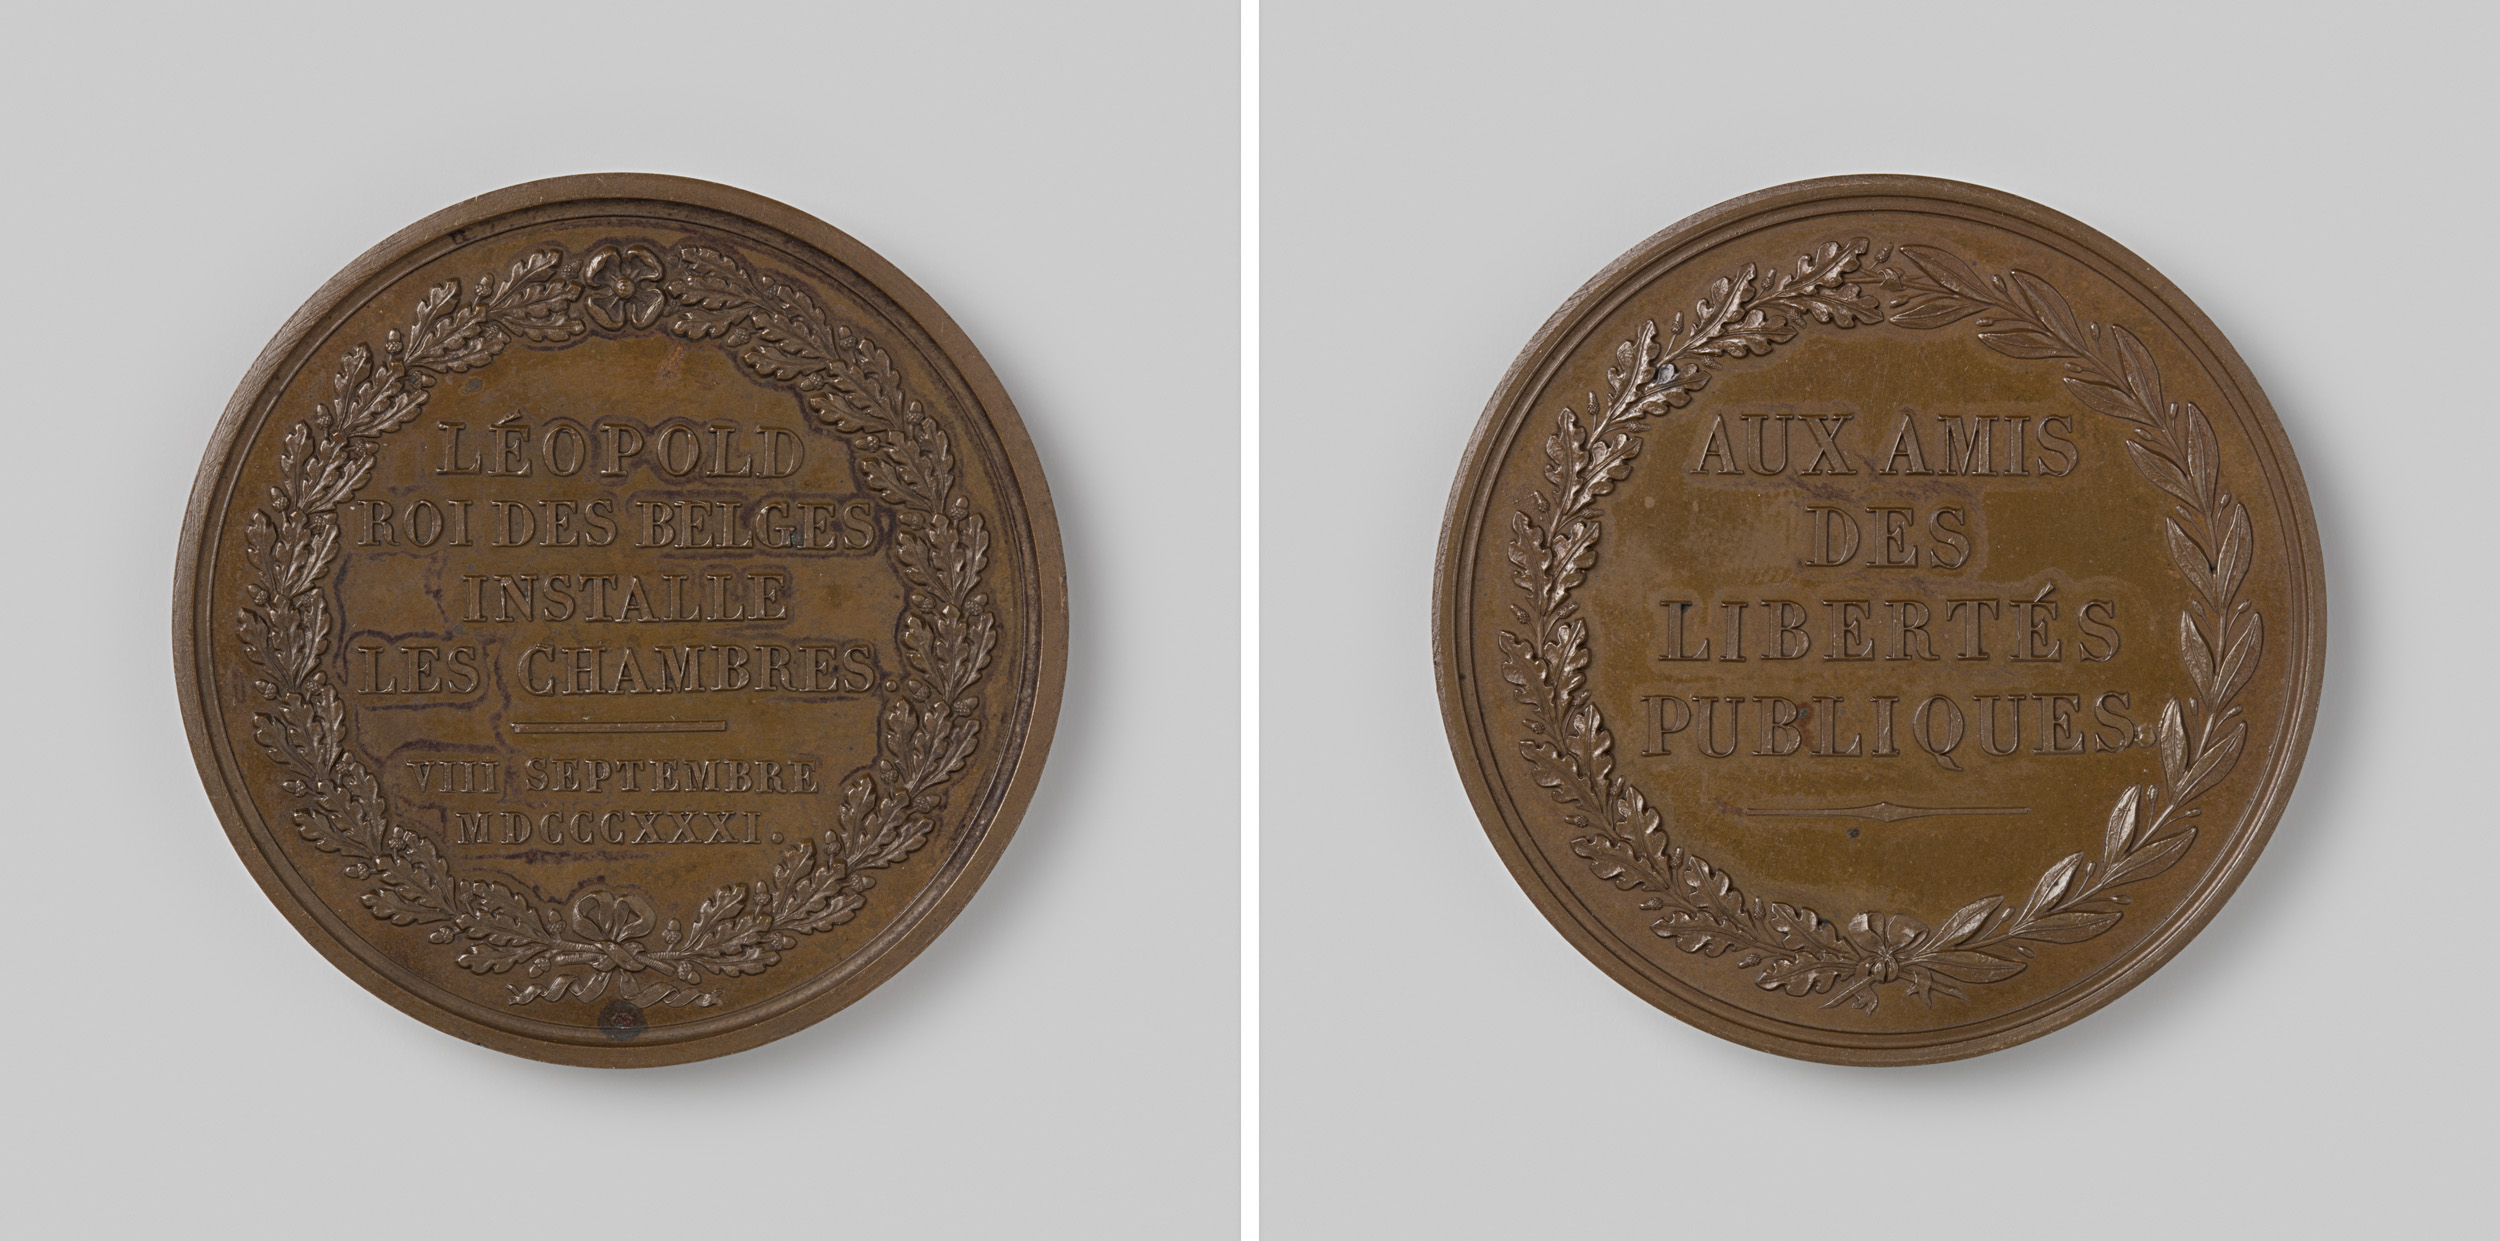 LÉOPOLD
ROI DES BELGES
INSTALLE
LES CHAMBRES.
VIII SEPTEMBRE
MDCCCXXXI.
AUX AMIS
DES
LIBERTÉS
PUBLIQUES.